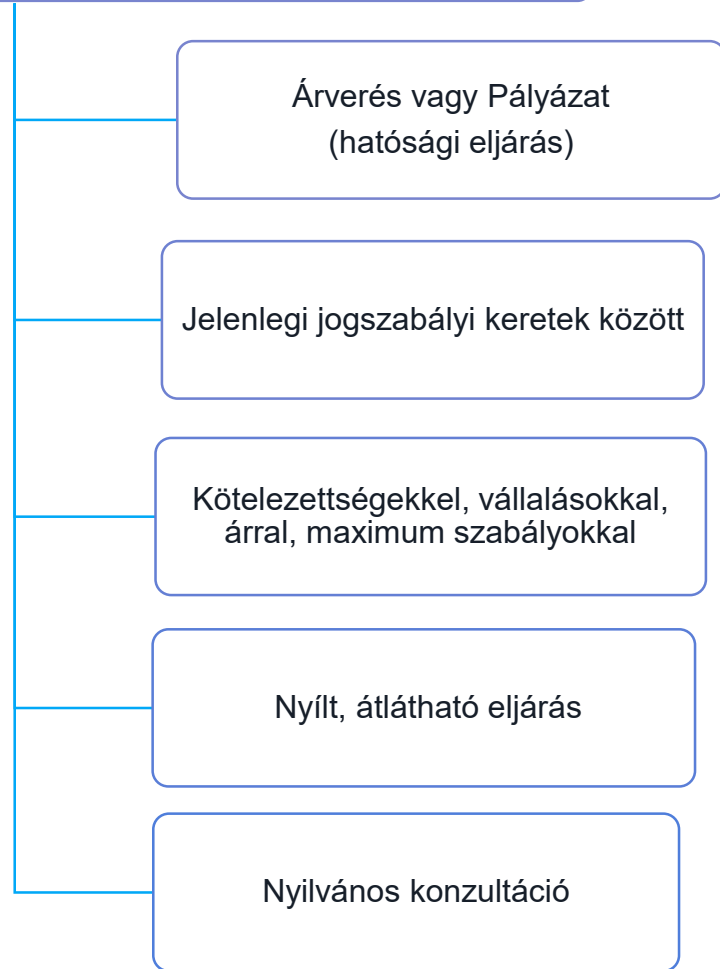 Árverés vagy Pályázat
(hatósági eljárás)
Jelenlegi jogszabályi keretek között
Kötelezettségekkel, vállalásokkal,
árral, maximum szabályokkal
Nyílt, átlátható eljárás
Nyilvános konzultáció